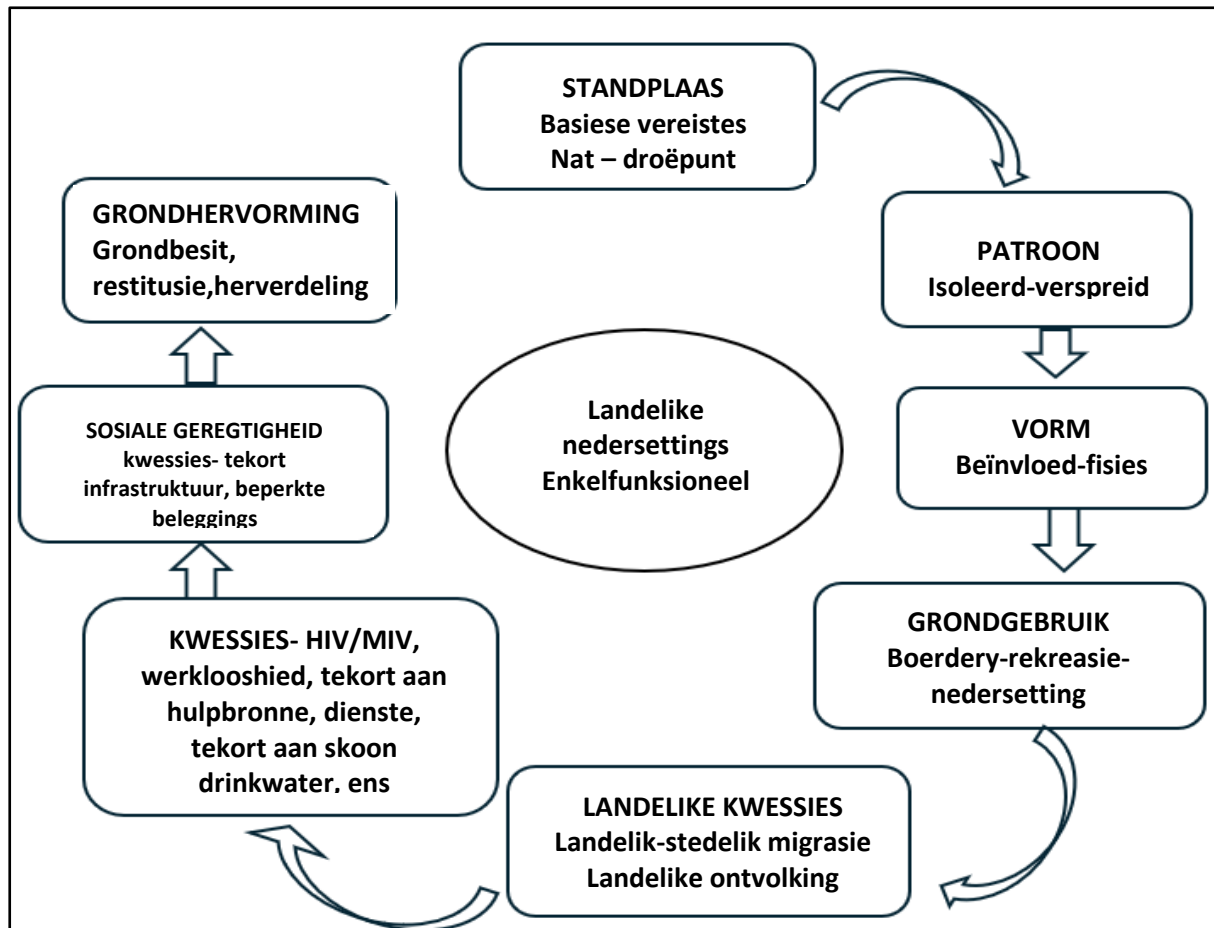 STANDPLAAS
Basiese vereistes
Nat – droëpunt
PATROON
Isoleerd-verspreid
VORM
Beïnvloed-fisies
GRONDGEBRUIK
Boerdery-rekreasie-
nedersetting
LANDELIKE KWESSIES
Landelik-stedelik migrasie
Landelike ontvolking
KWESSIES- HIV/MIV,
werklooshied, tekort aan
hulpbronne, dienste,
tekort aan skoon
drinkwater, ens
SOSIALE GEREGTIGHEID
kwessies- tekort
infrastruktuur, beperkte
beleggings
GRONDHERVORMING
Grondbesit,
restitusie,herverdeling
Landelike
nedersettings
Enkelfunksioneel